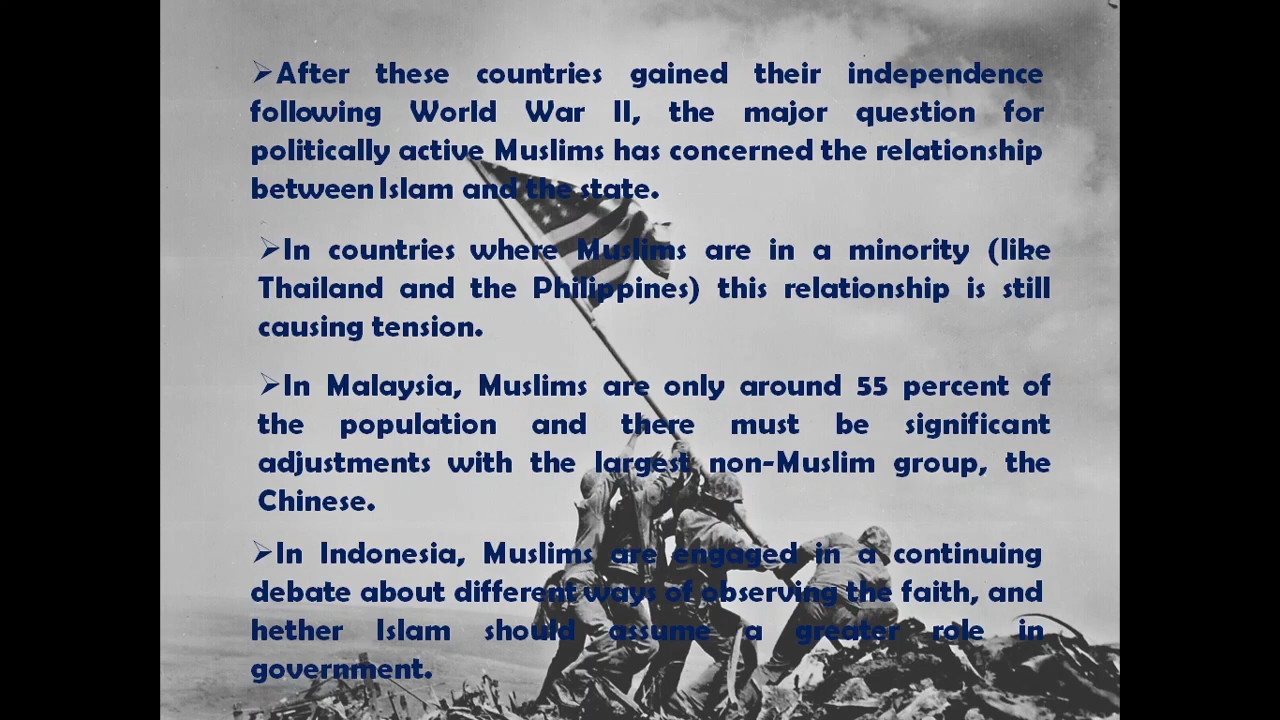 ➢After these countries gained their independence
following World War II, the major question for
politically active Muslims has concerned the relationship
between Islam and the state.
➢In countries where Muslims are in a minority (like
Thailand and the Philippines) this relationship is still
causing tension.
➢In Malaysia, Muslims are only around 55 percent of
the population and there must be significant
adjustments with the largest non-Muslim group, the
Chinese.
➢In Indonesia, Muslims are engaged in a continuing
debate about different ways of observing the faith, and
hether Islam should assume a greater role in
government.